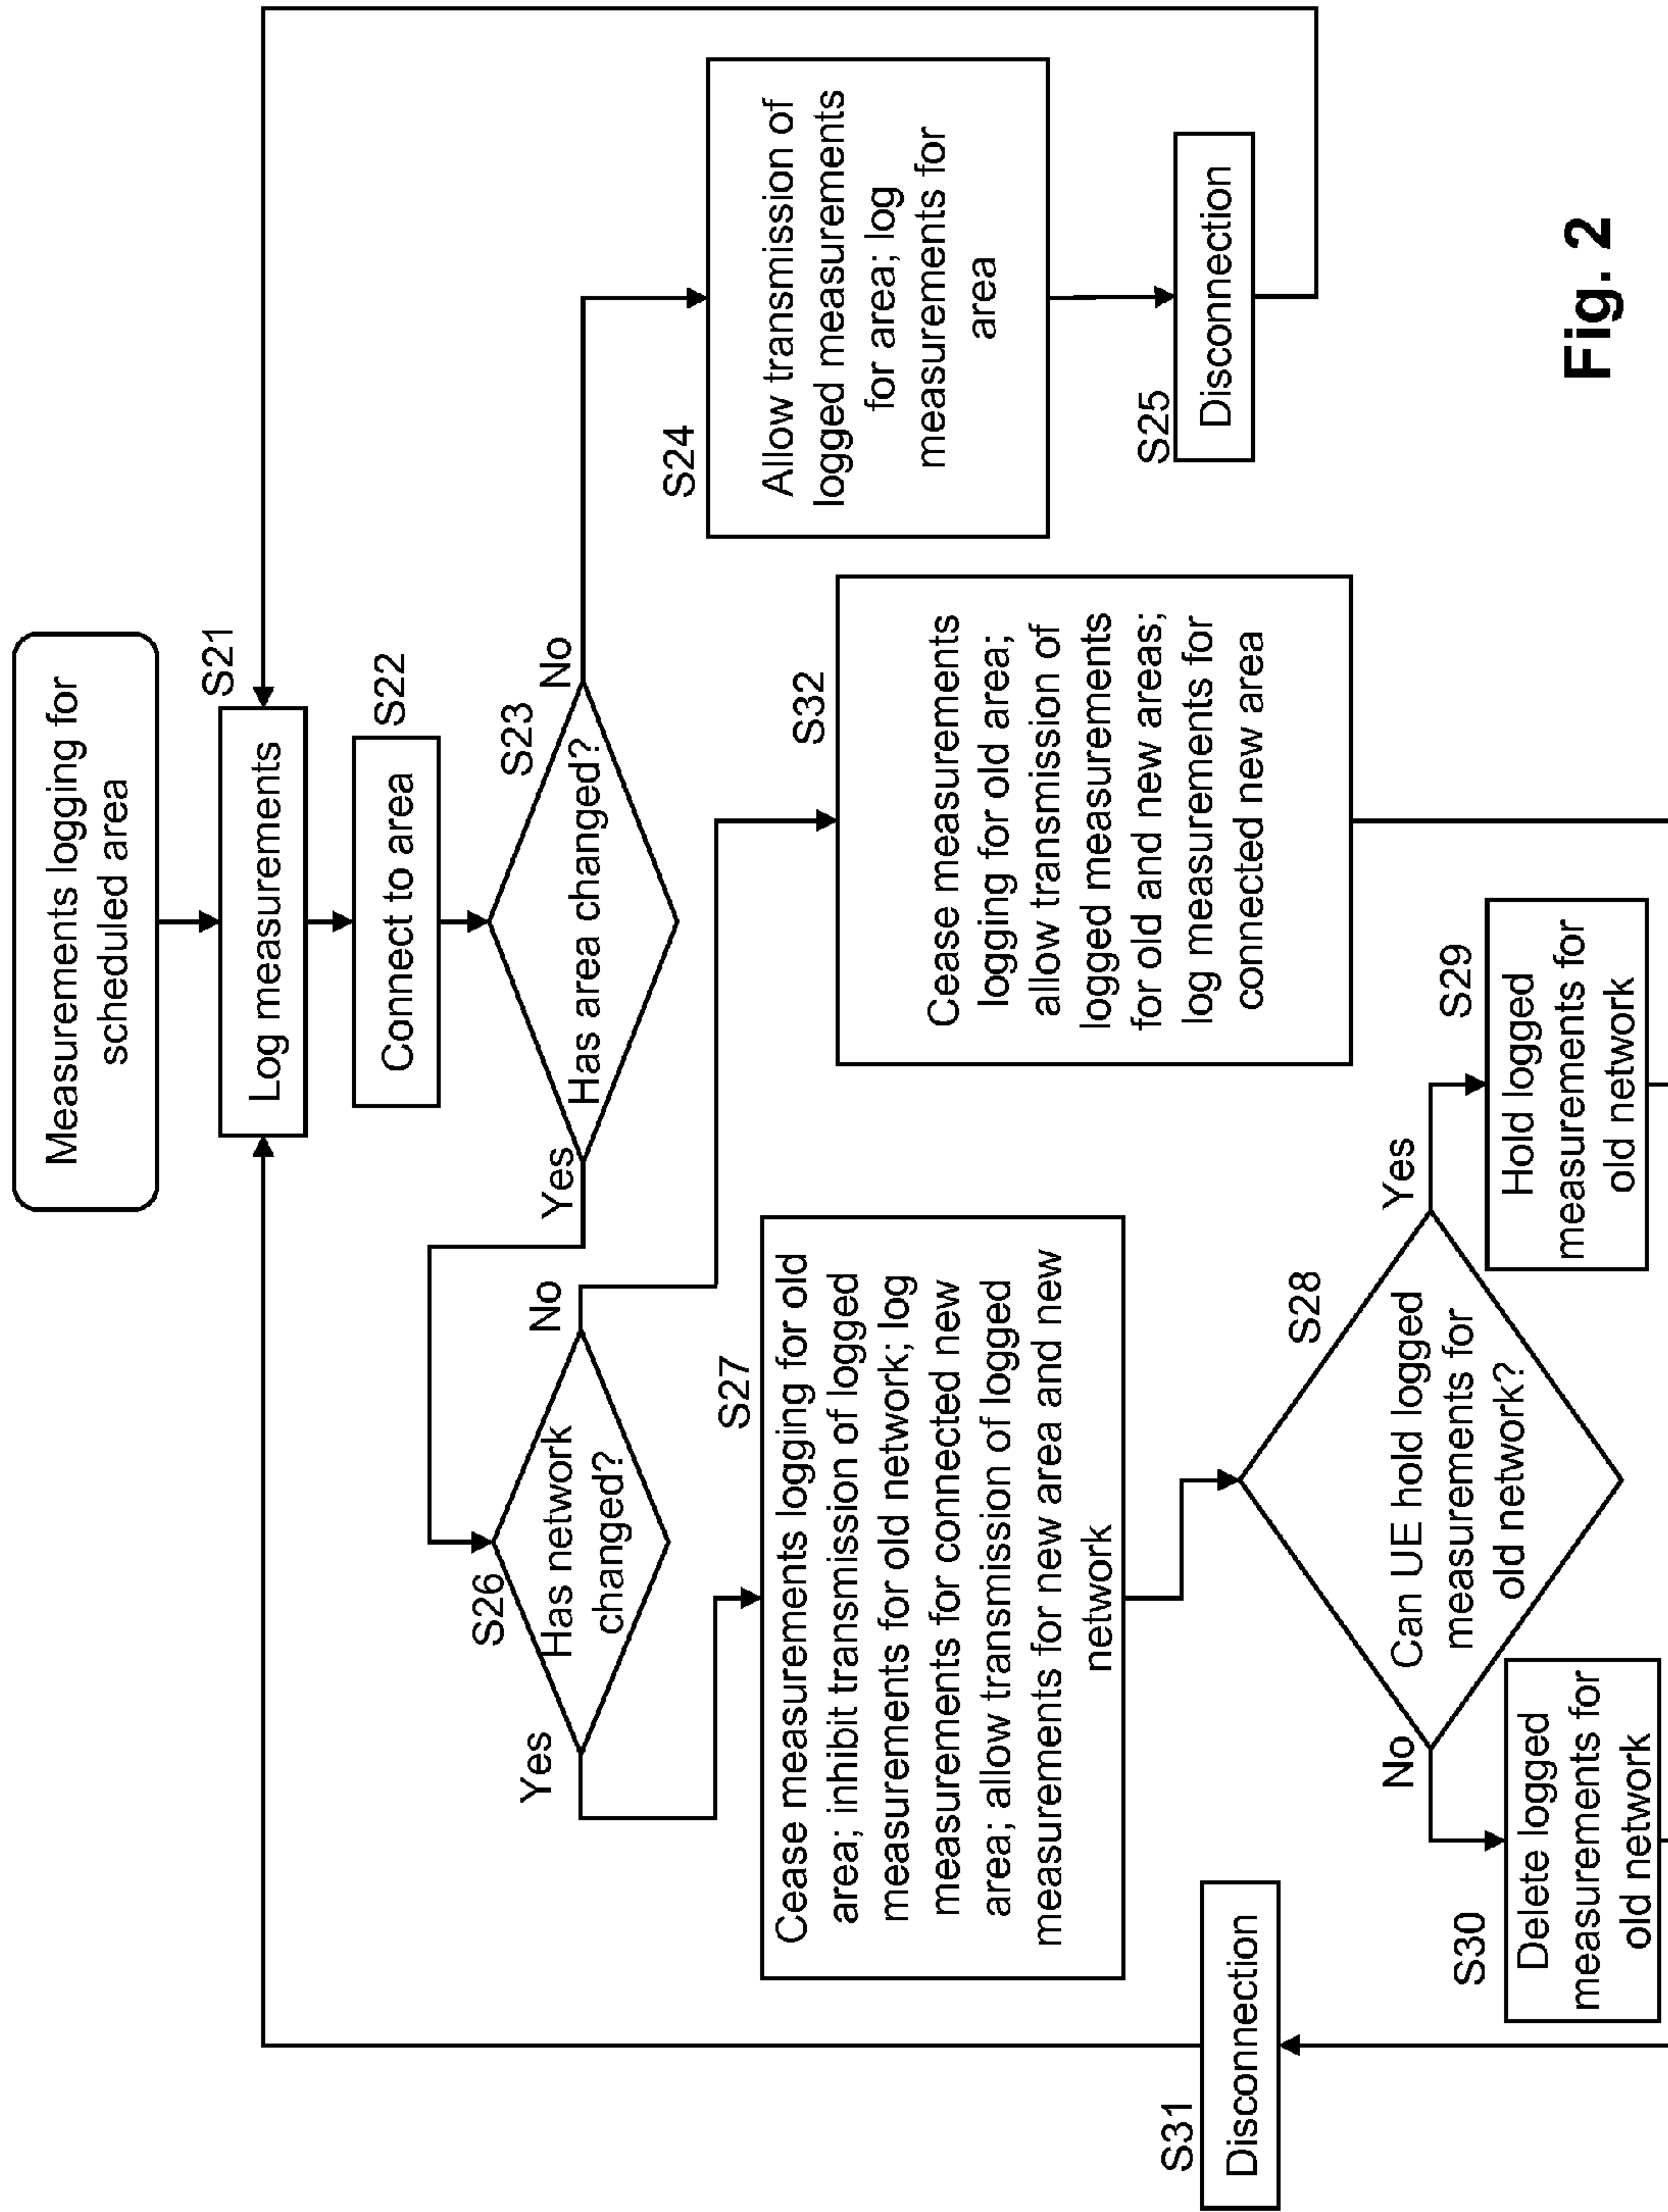 Measurements logging for
scheduled area
S21
Log measurements
S22
Connect to area
S23
Has area changed?
Yes
No
S26
Has network
changed?
Yes
No
S24
Allow transmission of
logged measurements
for area; log
measurements for
area
S25
Disconnection
S27
Cease measurements logging for old
area; inhibit transmission of logged
measurements for old network; log
measurements for connected new
area; allow transmission of logged
measurements for new area and new
network
S32
Cease measurements
logging for old area;
allow transmission of
logged measurements
for old and new areas;
log measurements for
connected new area
S28
Can UE hold logged
measurements for
old network?
No
Yes
S29
Hold logged
measurements for
old network
S30
Delete logged
measurements for
old network
S31
Disconnection
Fig. 2